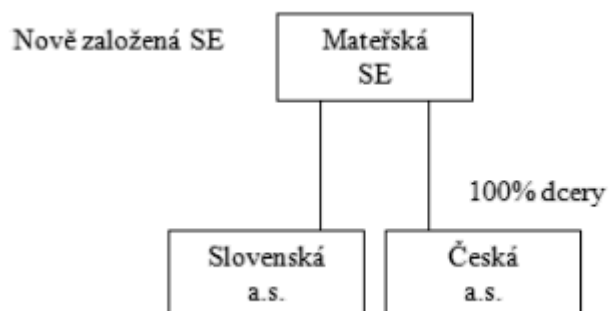 Nově založená SE
Mateřská
SE
100% dcery
Slovenská
a.s.
Česká
a.s.